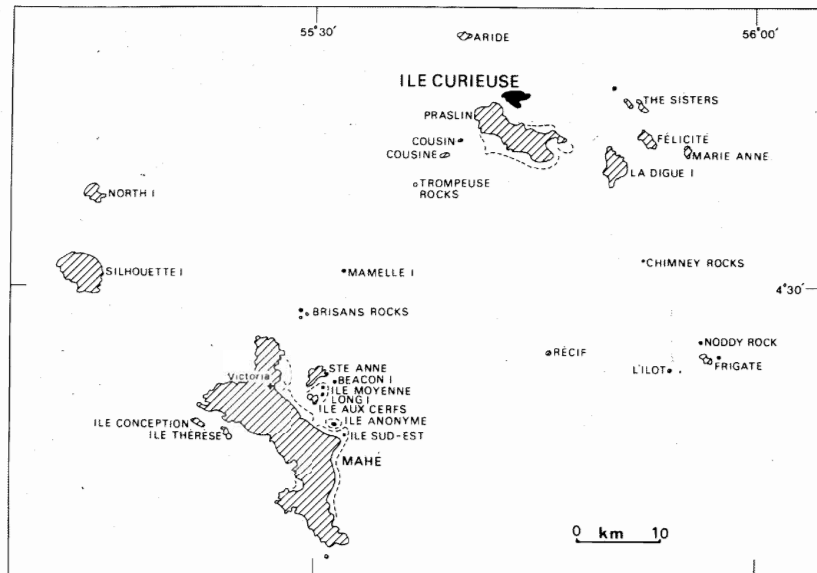 55°30'
56°00'
ARIDE
ILE CURIEUSE
THE SISTERS
PRASLIN
COUSIN
FÉLICITÉ
COUSINE
MARIE ANNE
LA DIGUE I
TROMPEUSE
ROCKS
NORTH I
CHIMNEY ROCKS
SILHOUETTE I
MAMELLE I
4°30'
BRISANS ROCKS
NODDY ROCK
RÉCIF
FRIGATE
L'ILOT
STE ANNE
Victoria
BEACON I
ILE MOYENNE
LONG I
ILE AUX CERFS
ILE CONCEPTION
ILE ANONYME
ILE THÉRÈSE
ILE SUD-EST
MAHÉ
0 km 10